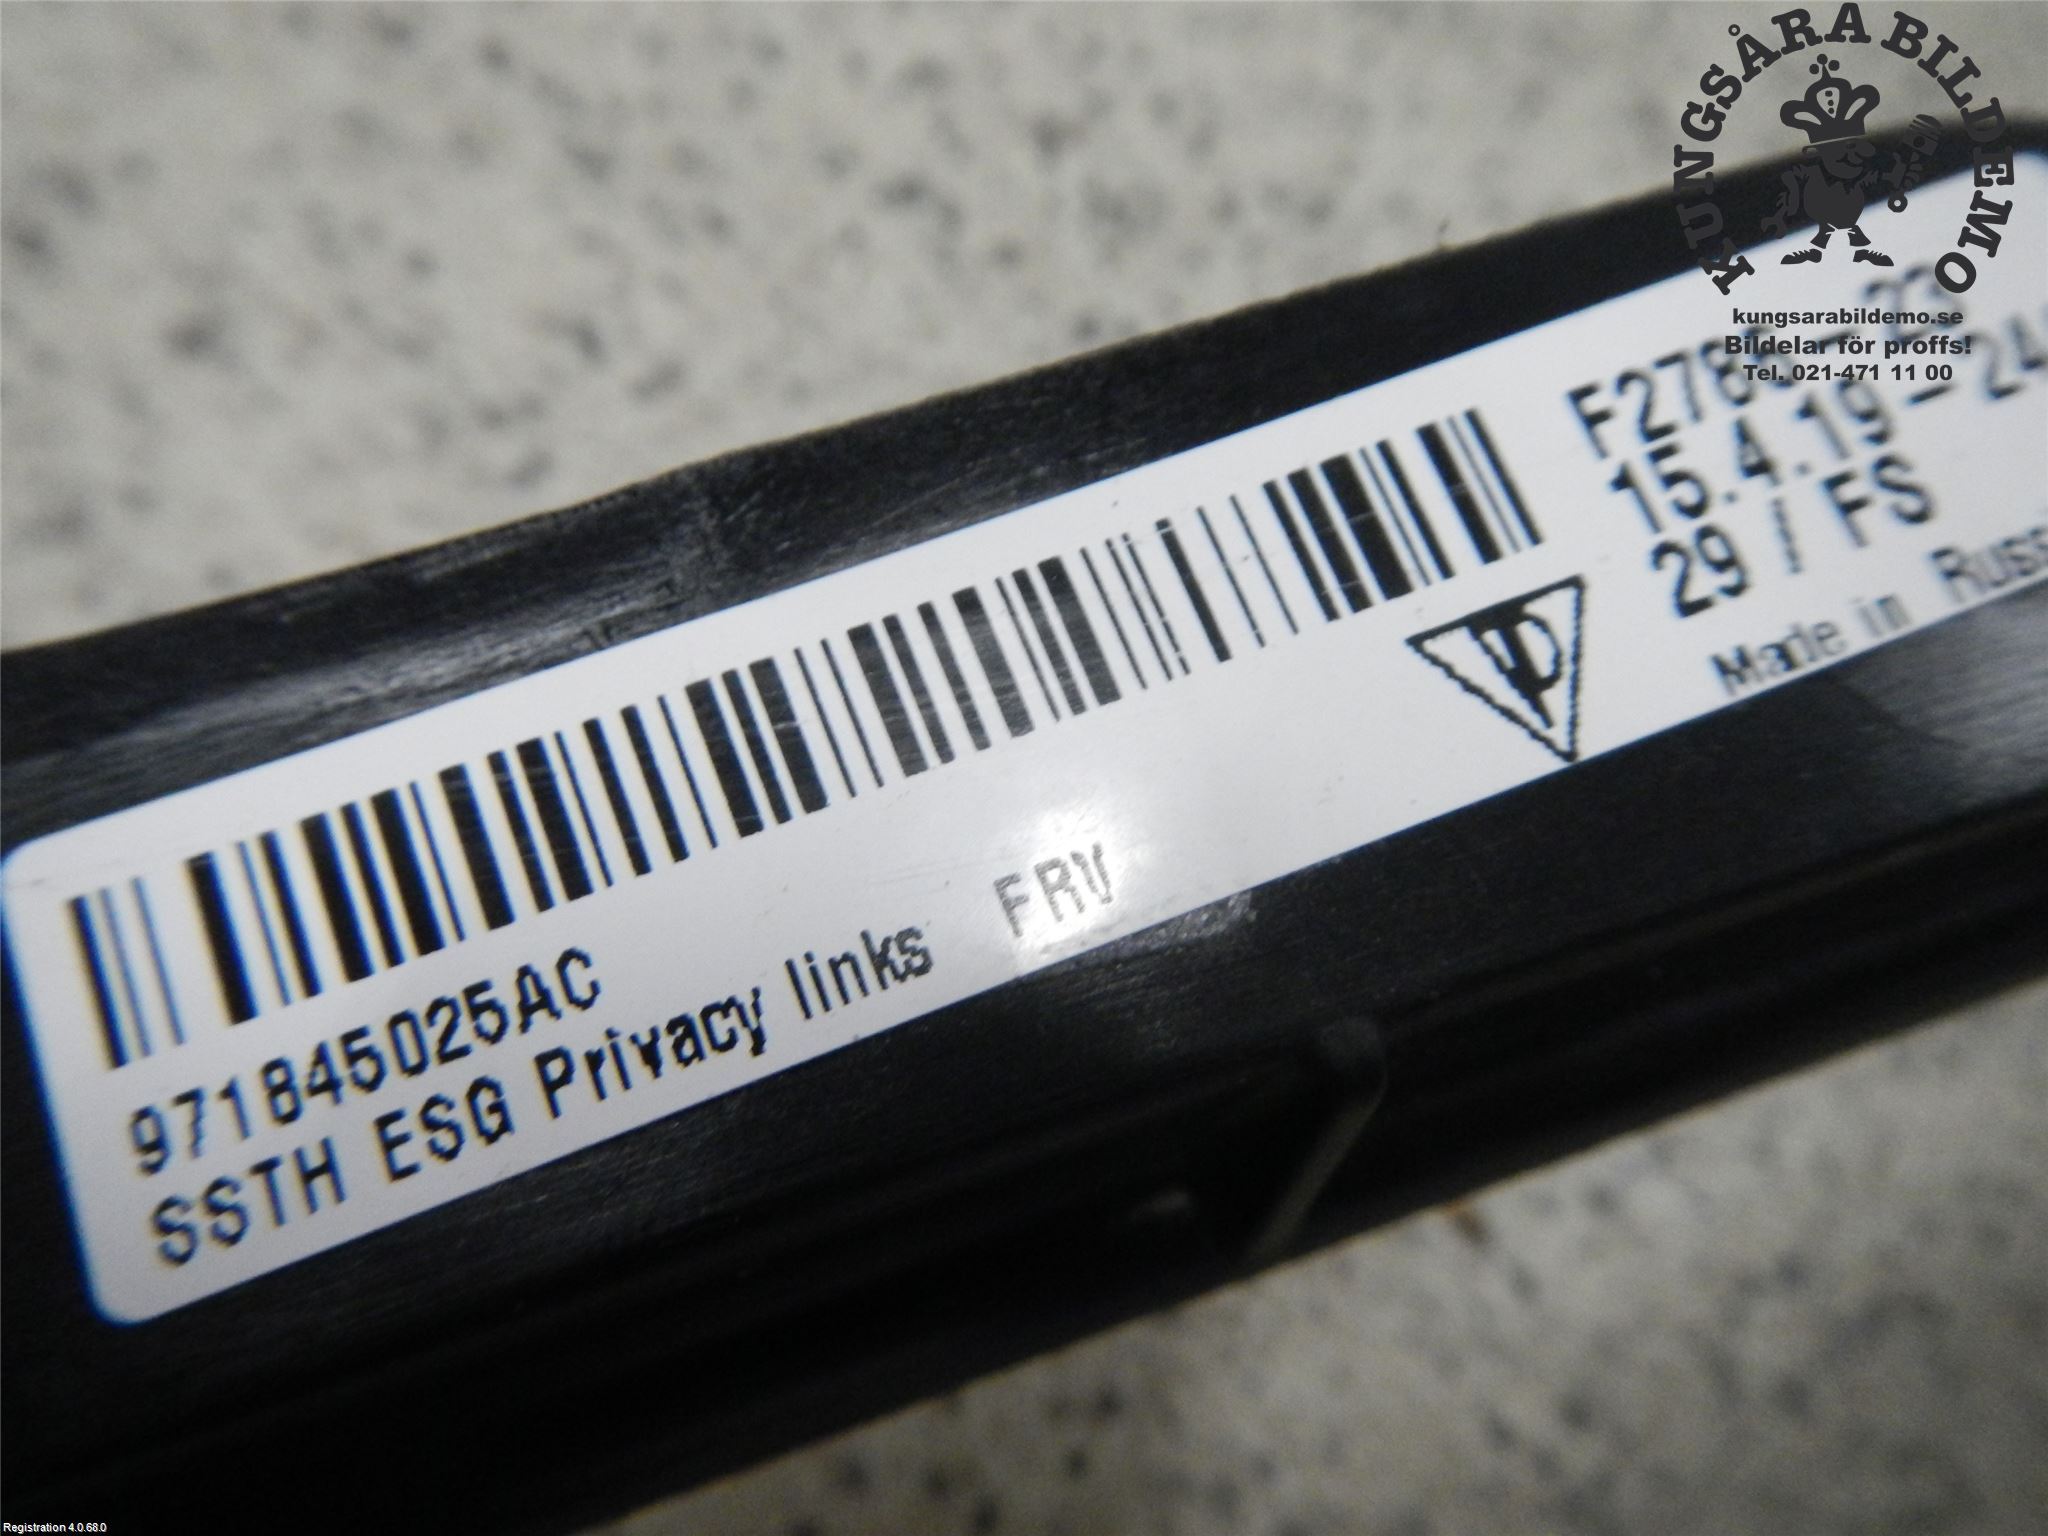 KUNGSÅRA BILDEMO
kungsarabildemo.se
Bildelar för proffs!
Tel. 021-471 11 00
15.4.19-24
29 / FS
Made in
971845025AC
SSTH ESG Privacy links
Registration 4.0.68.0